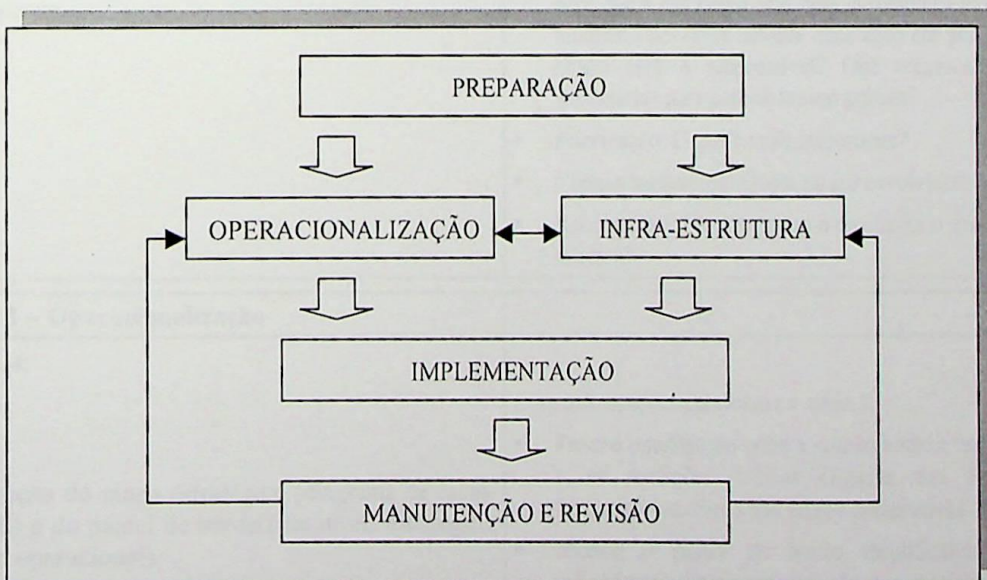 PREPARAÇÃO
OPERACIONALIZAÇÃO
INFRA-ESTRUTURA
IMPLEMENTAÇÃO
MANUTENÇÃO E REVISÃO